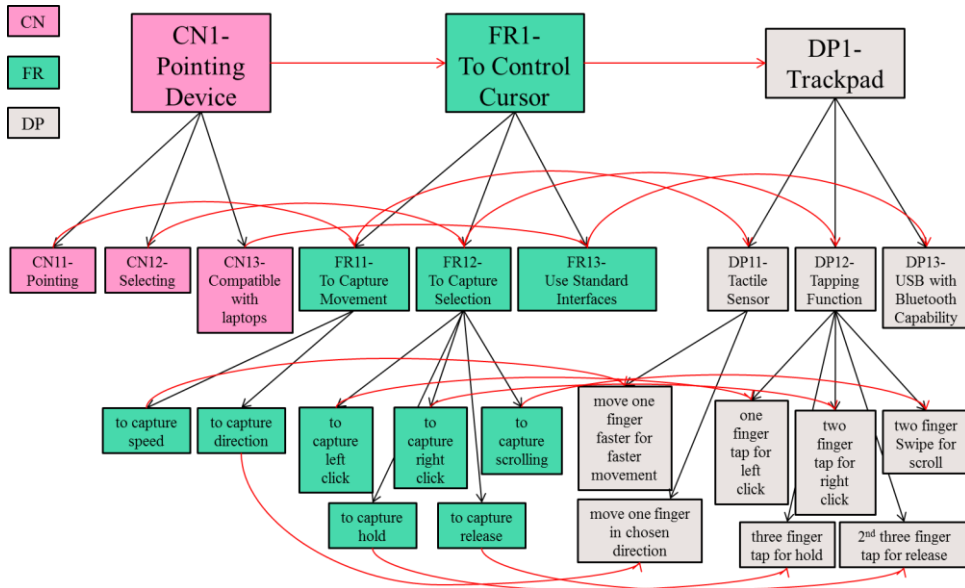 CN
FR
DP
CN1-
Pointing
Device
FR1-
To Control
Cursor
DP1-
Trackpad
CN11-
Pointing
CN12-
Selecting
CN13-
Compatible
with
laptops
FR11-
To Capture
Movement
FR12-
To Capture
Selection
FR13-
Use Standard
Interfaces
DP11-
Tactile
Sensor
DP12-
Tapping
Function
DP13-
USB with
Bluetooth
Capability
to capture
speed
to capture
direction
to
capture
left
click
to
capture
right
click
to
capture
scrolling
move one
finger
faster for
faster
movement
one
finger
tap for
left
click
two
finger
tap for
right
click
two finger
Swipe for
scroll
to capture
hold
to capture
release
move one finger
in chosen
direction
three finger
tap for hold
2nd three finger
tap for release